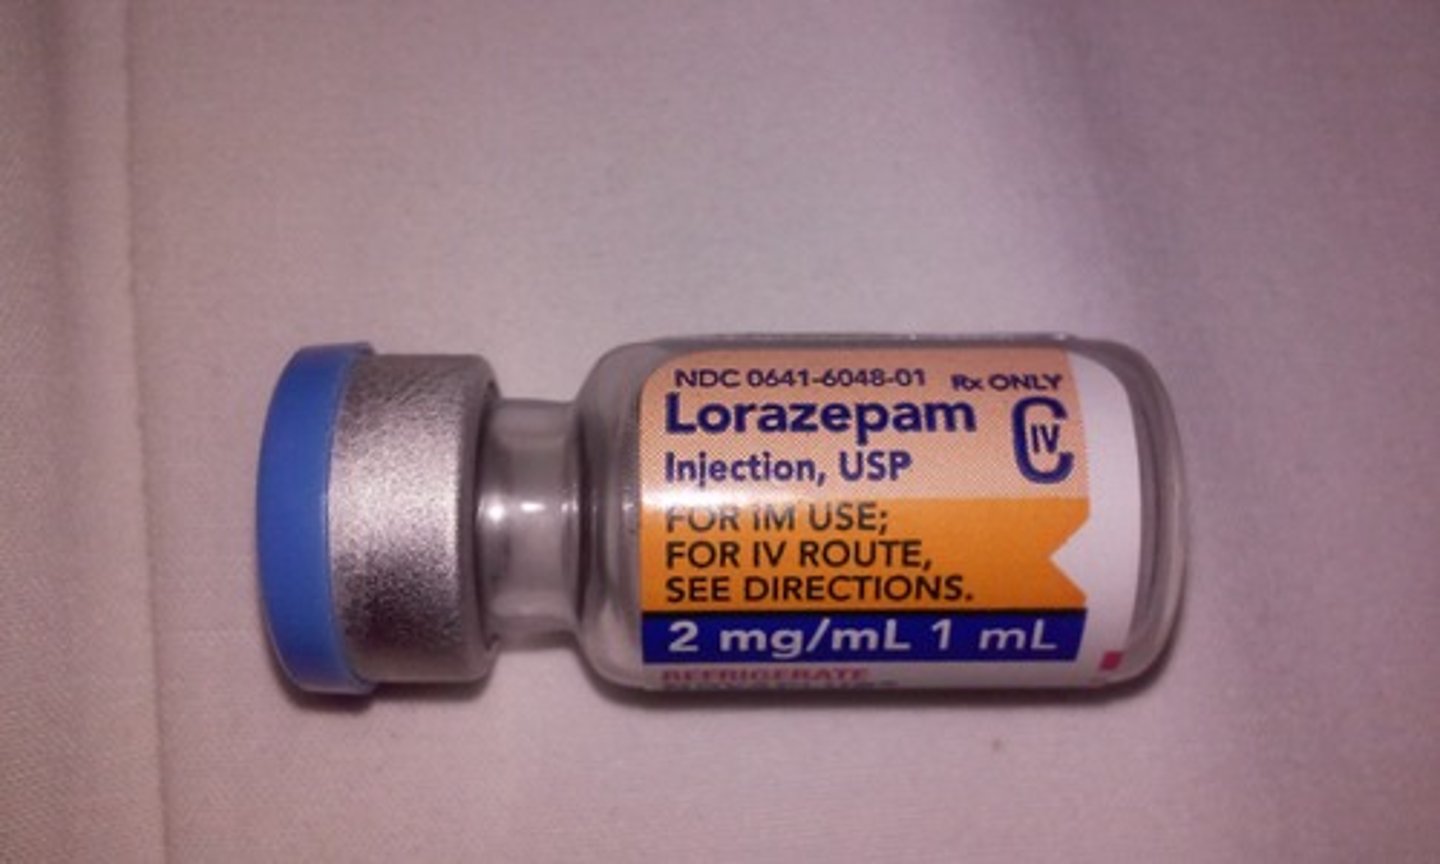 NDC 0641-6048-01 Rx ONLY
Lorazepam
CIV
Injection, USP
FOR IM USE;
FOR IV ROUTE,
SEE DIRECTIONS.
2 mg/mL 1 mL
REFRIGERATE